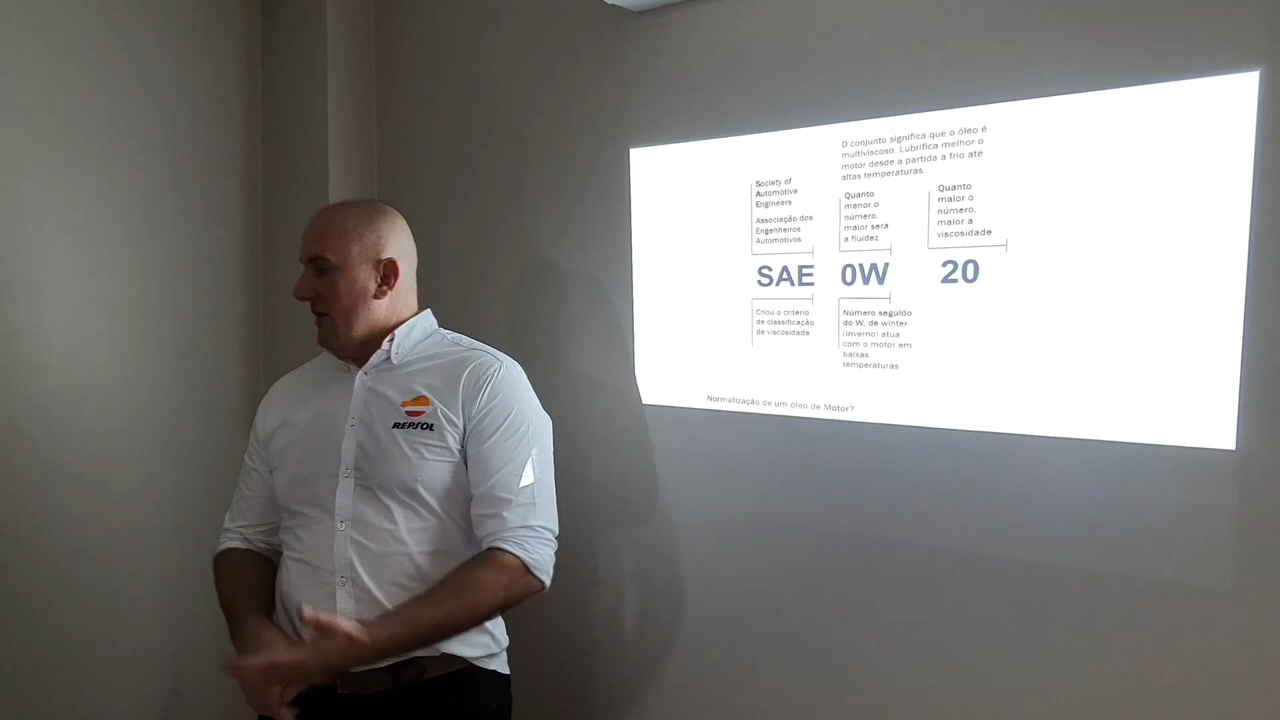 O conjunto significa que o óleo é
multiviscoso. Lubrifica melhor o
motor desde a partida a frio até
altas temperaturas.
Society of
Automotive
Engineers
Associação dos
Engenheiros
Automotivos
Quanto
menor o
número,
maior será
a fluidez
Quanto
maior o
número,
maior a
viscosidade
SAE 0W 20
Criou o critério
de classificação
de viscosidade
Número seguido
do W, de winter
(inverno) atua
com o motor em
baixas
temperaturas
Normatização de um óleo de Motor?
REPSOL